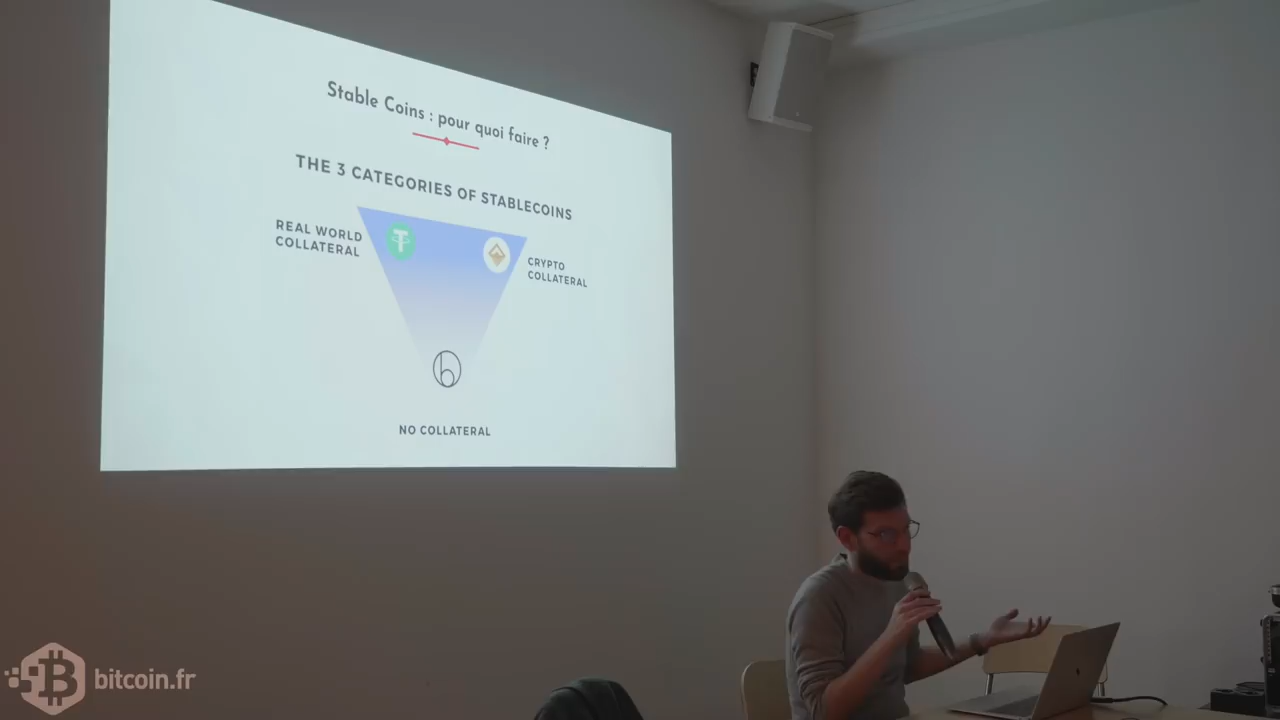 Stable Coins : pour quoi faire ?
THE 3 CATEGORIES OF STABLECOINS
REAL WORLD
COLLATERAL
CRYPTO
COLLATERAL
NO COLLATERAL
bitcoin.fr